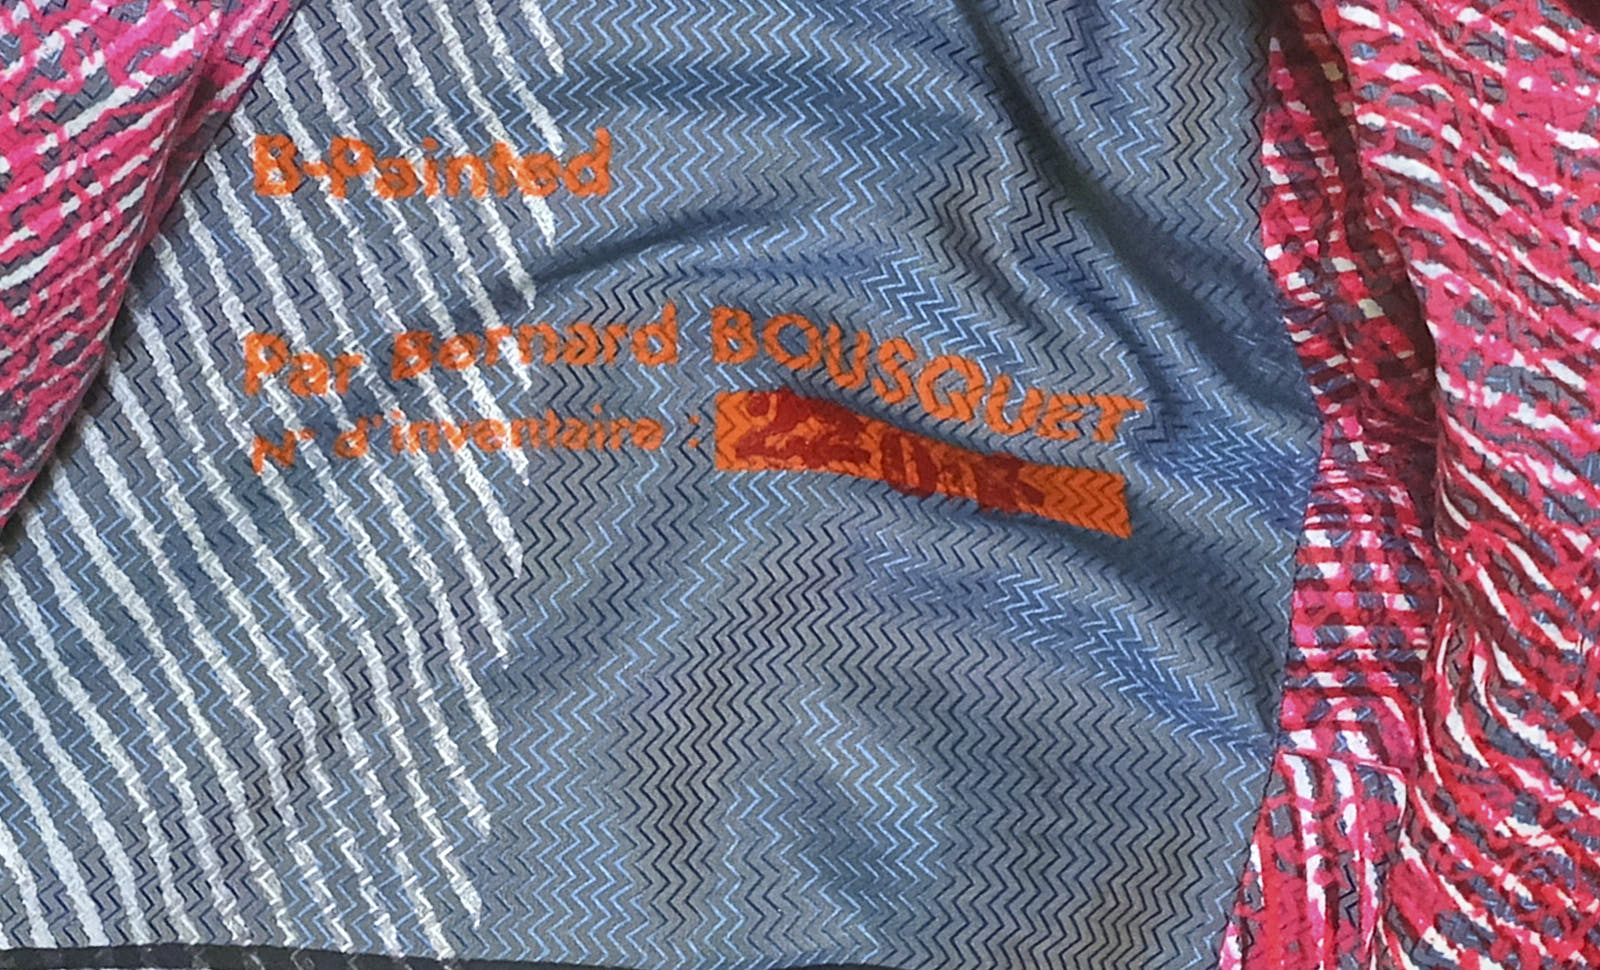 B-Painted
Par Bernard BOUSQUET
N° d'inventaire :